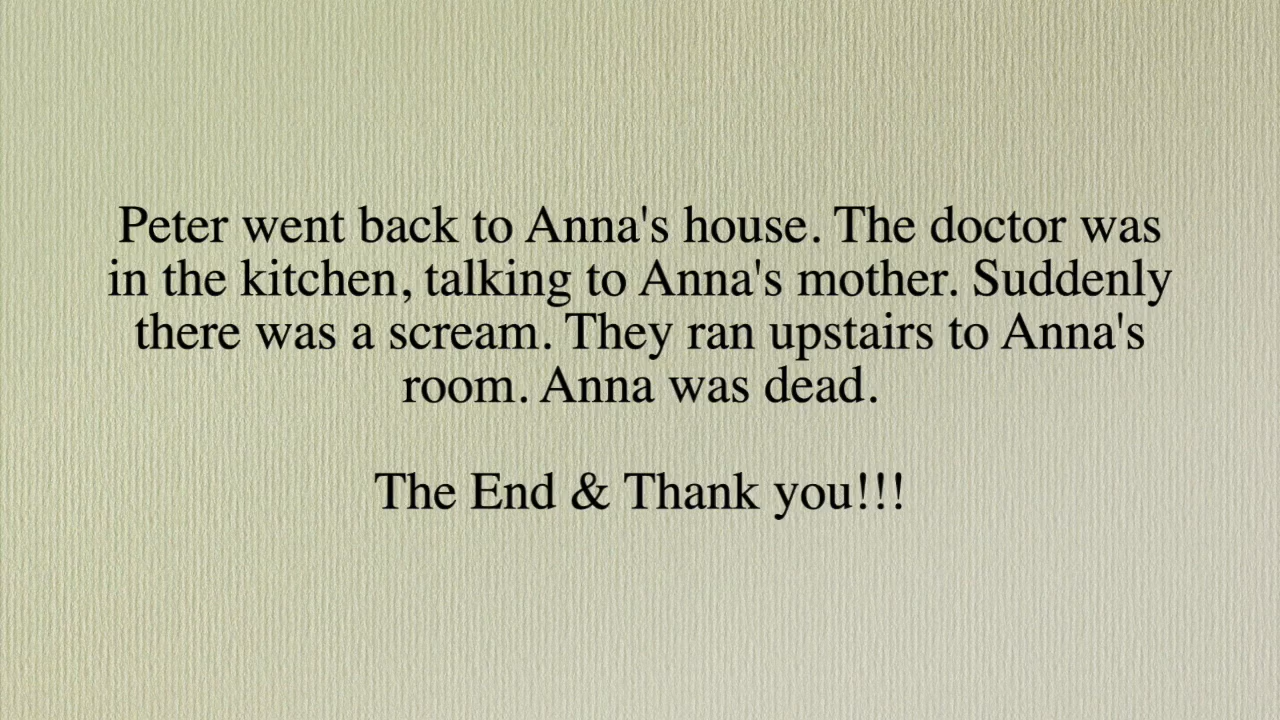 Peter went back to Anna's house. The doctor was
in the kitchen, talking to Anna's mother. Suddenly
there was a scream. They ran upstairs to Anna's
room. Anna was dead.
The End & Thank you!!!